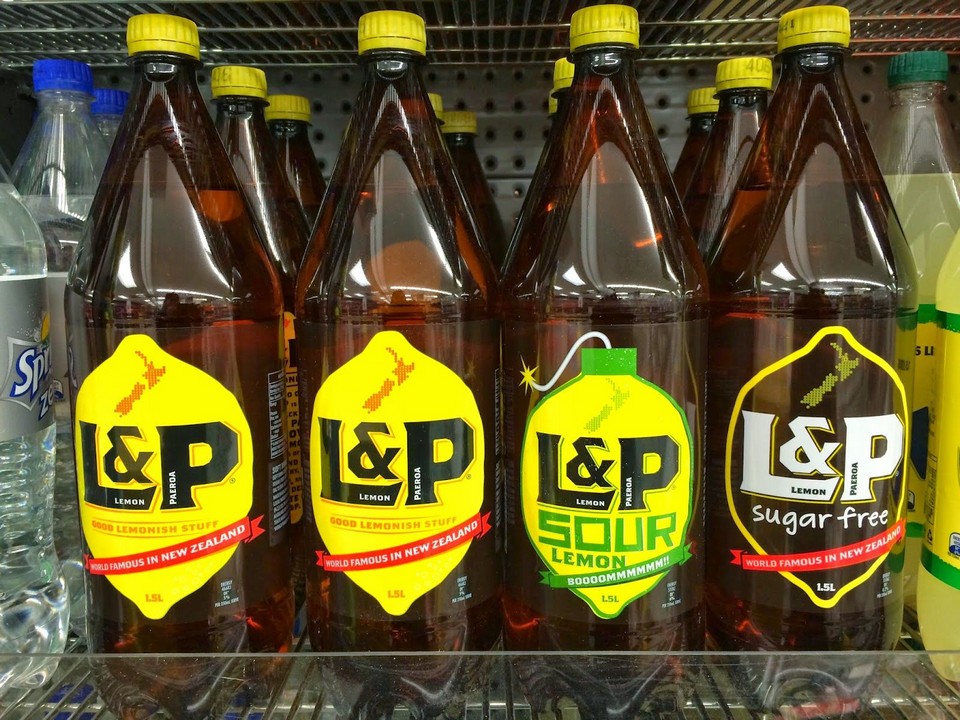 L&P
LEMON
PAEROA
GOOD LEMONISH STUFF
WORLD FAMOUS IN NEW ZEALAND
1.5L
L&P
LEMON
PAEROA
GOOD LEMONISH STUFF
WORLD FAMOUS IN NEW ZEALAND
1.5L
L&P
LEMON
PAEROA
SOUR
LEMON
BOOOOMMMMMM!!
1.5L
L&P
LEMON
PAEROA
sugar free
WORLD FAMOUS IN NEW ZEALAND
1.5L